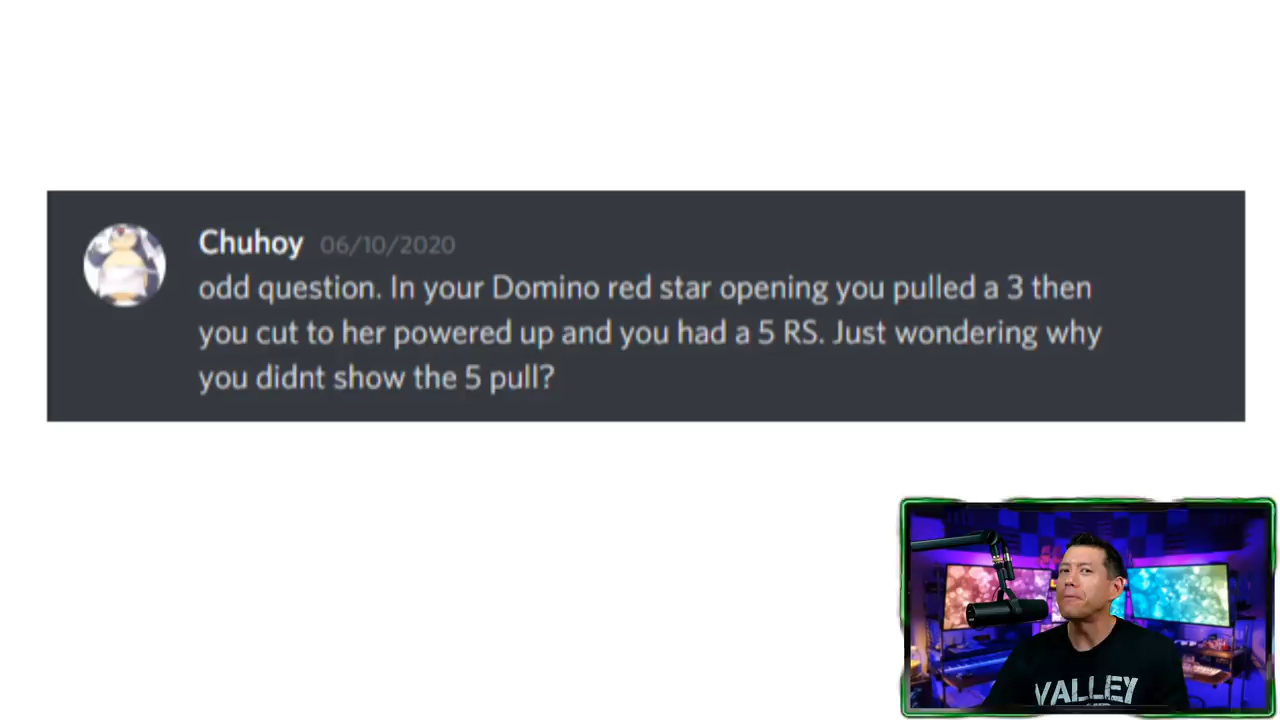 Chuhoy 06/10/2020
odd question. In your Domino red star opening you pulled a 3 then
you cut to her powered up and you had a 5 RS. Just wondering why
you didnt show the 5 pull?
VALLEY